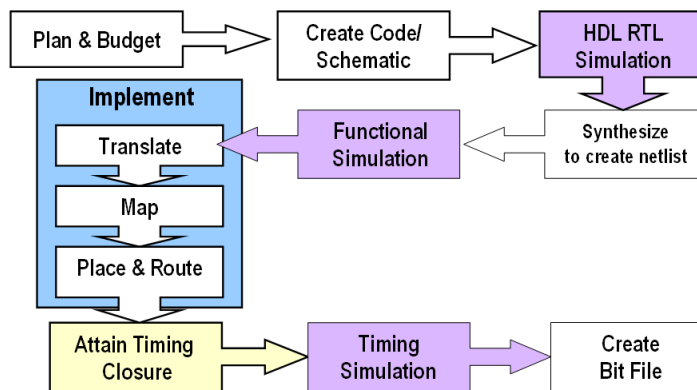 Plan & Budget
Create Code/
Schematic
HDL RTL
Simulation
Implement
Translate
Functional
Simulation
Synthesize
to create netlist
Map
Place & Route
Attain Timing
Closure
Timing
Simulation
Create
Bit File